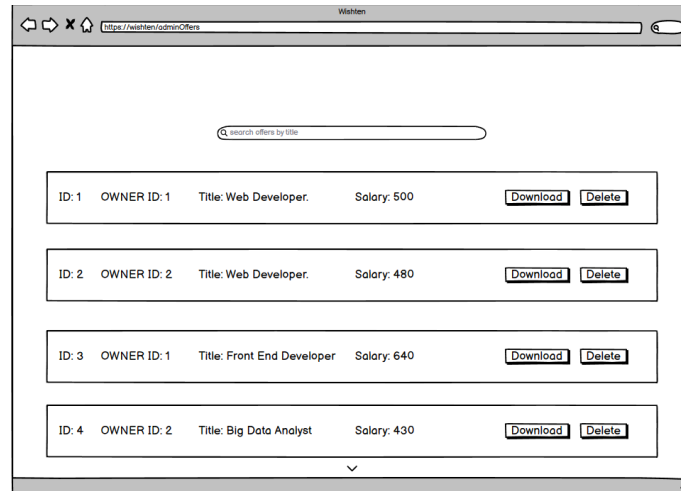 Wishten
https://wishten/adminOffers
search offers by title
ID: 1 OWNER ID: 1 Title: Web Developer. Salary: 500 Download Delete
ID: 2 OWNER ID: 2 Title: Web Developer. Salary: 480 Download Delete
ID: 3 OWNER ID: 1 Title: Front End Developer Salary: 640 Download Delete
ID: 4 OWNER ID: 2 Title: Big Data Analyst Salary: 430 Download Delete